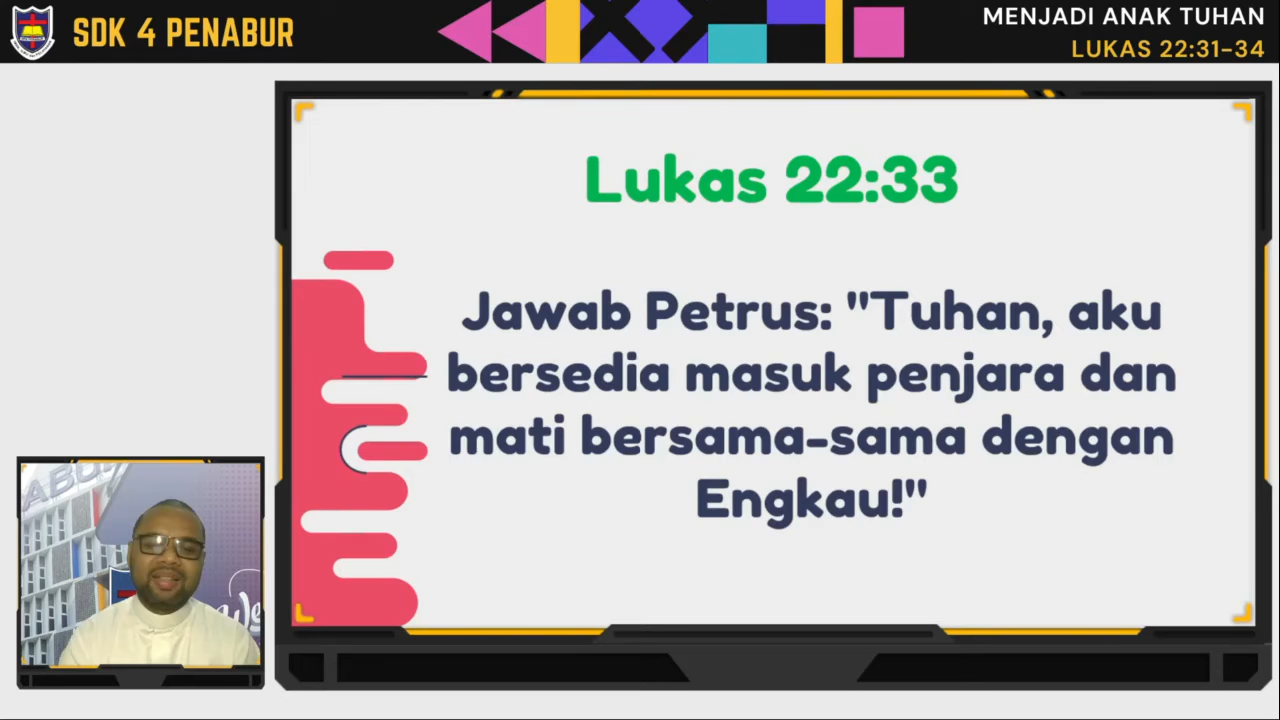 SDK 4 PENABUR
MENJADI ANAK TUHAN
LUKAS 22:31-34
Lukas 22:33
Jawab Petrus: "Tuhan, aku
bersedia masuk penjara dan
mati bersama-sama dengan
Engkau!"